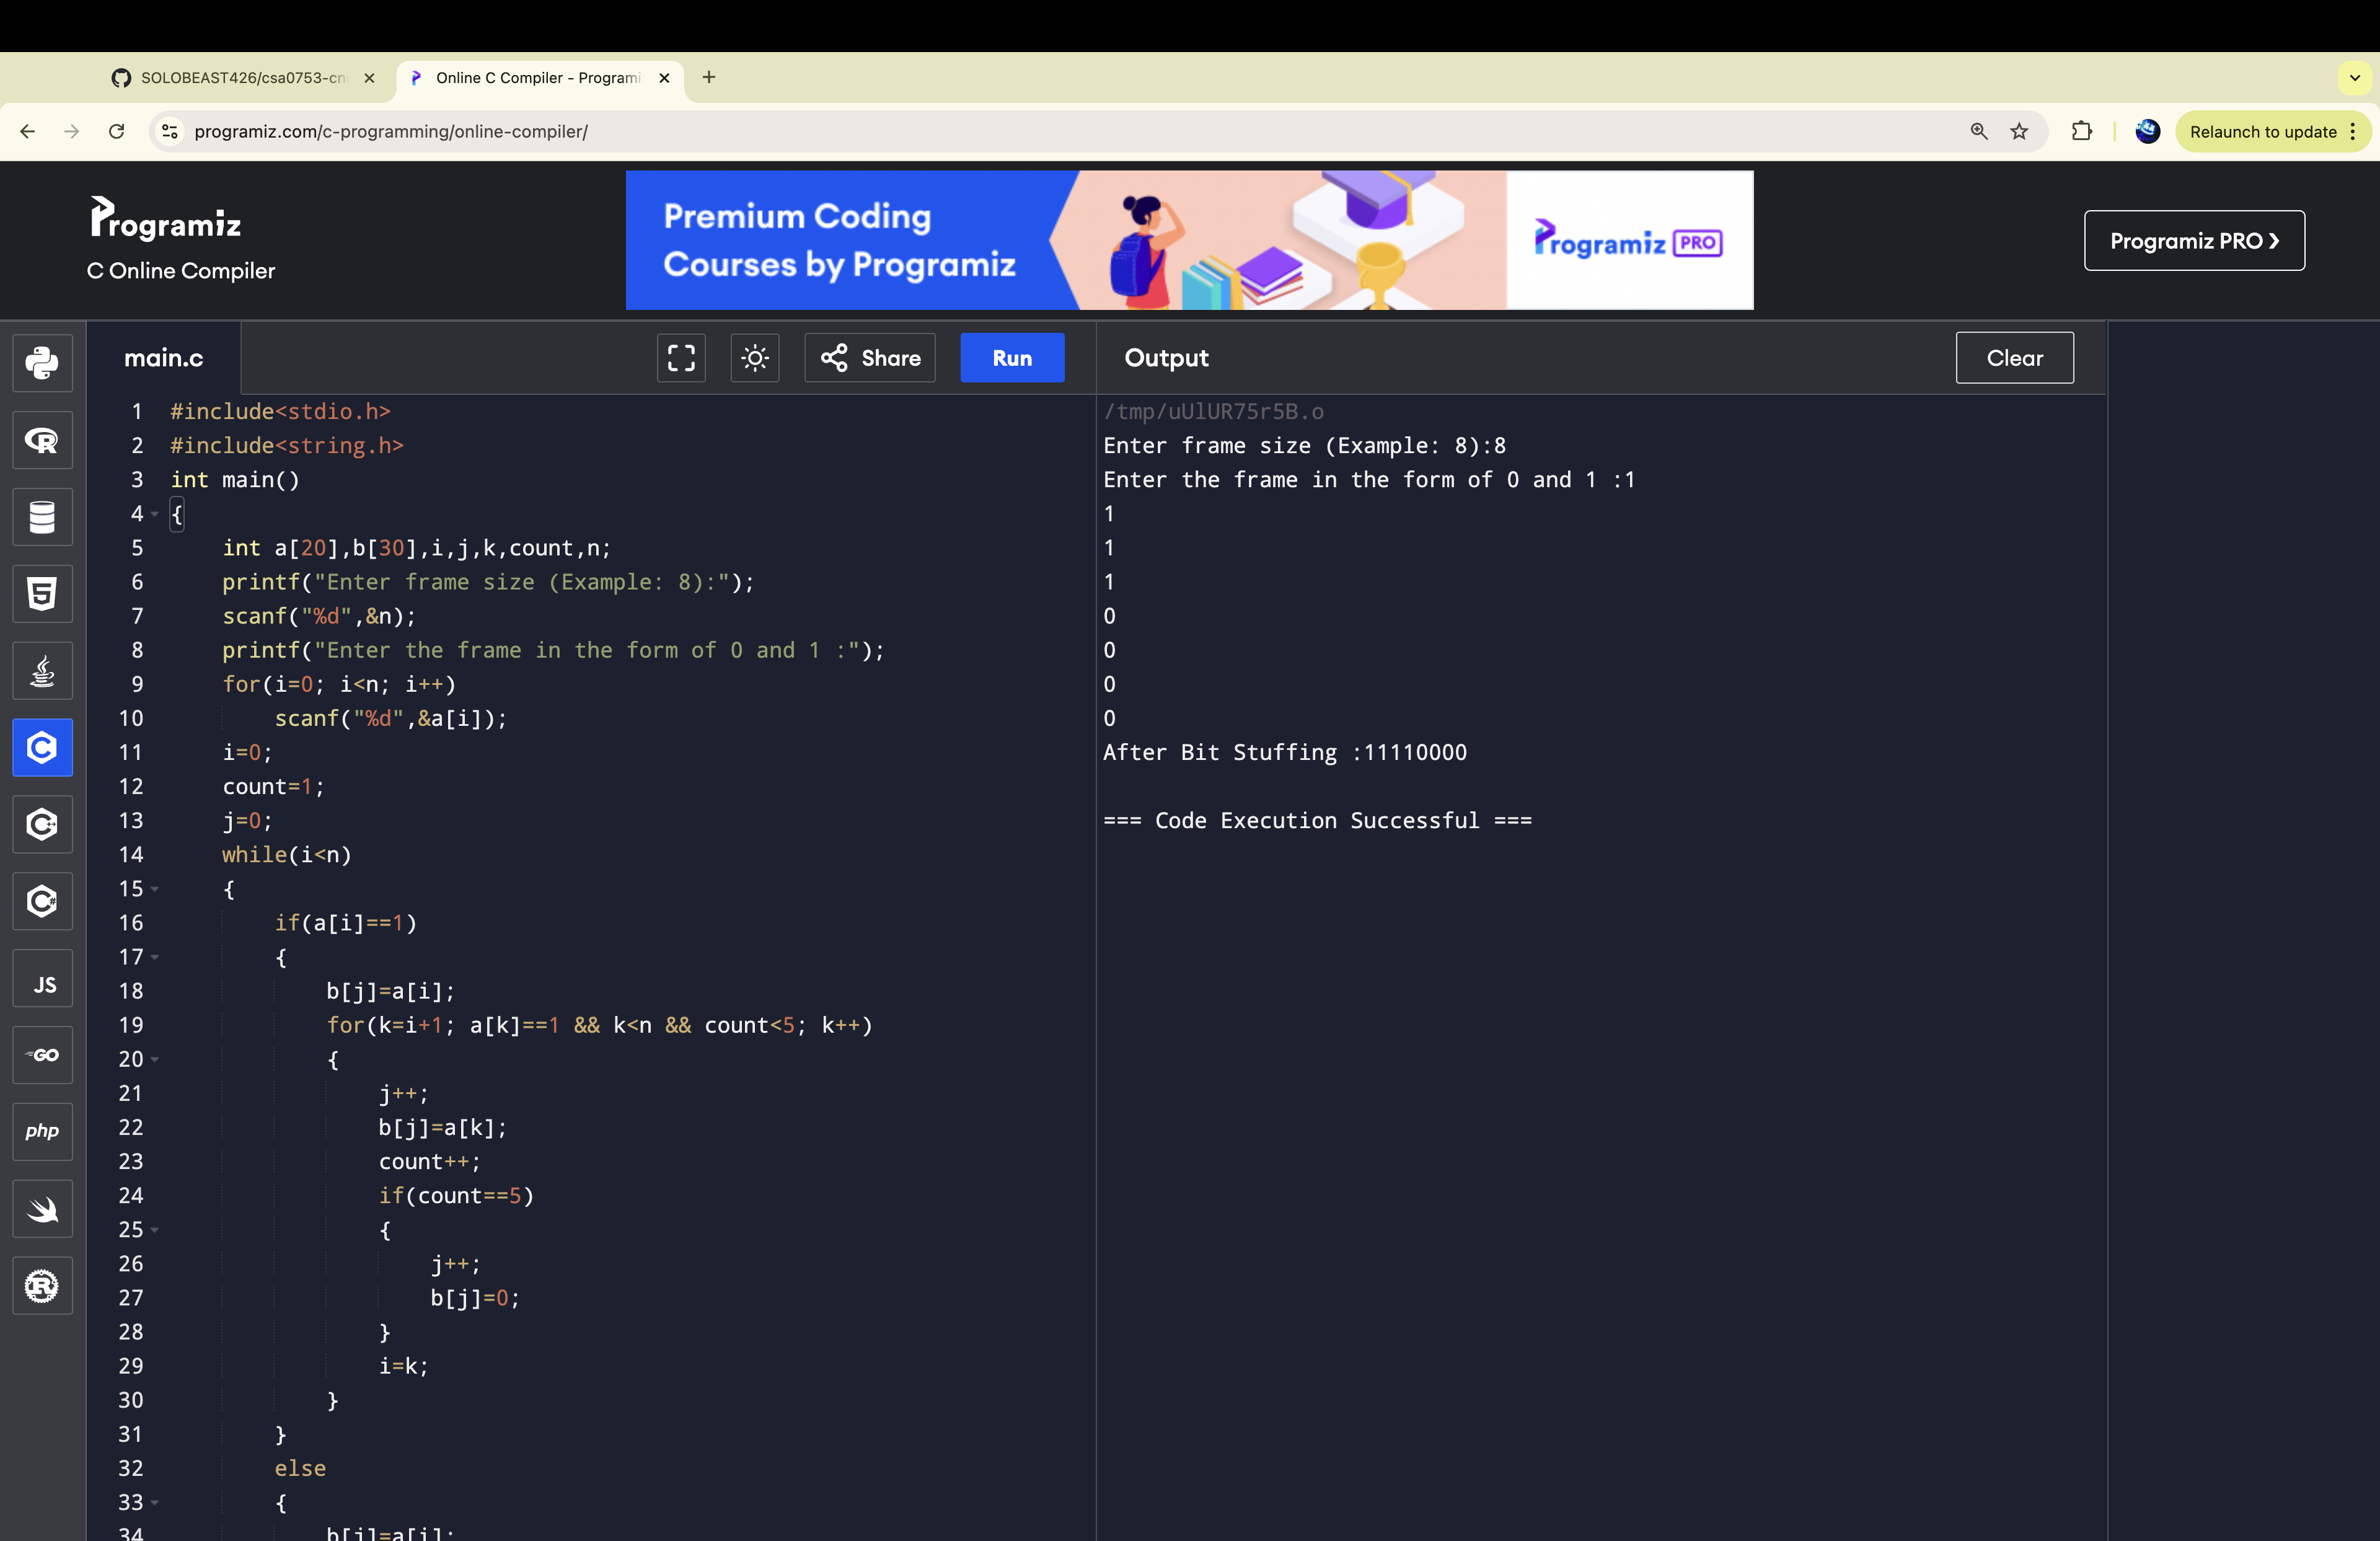 SOLOBEAST426/csa0753-cn
Online C Compiler - Programi
programiz.com/c-programming/online-compiler/
Relaunch to update
Programiz
C Online Compiler
Premium Coding
Courses by Programiz
Programiz PRO
Programiz PRO ❯
main.c
Share
Run
Output
Clear
JS
GO
php
1 #include<stdio.h>
2 #include<string.h>
3 int main()
4 {
5 int a[20],b[30],i,j,k,count,n;
6 printf("Enter frame size (Example: 8):");
7 scanf("%d",&n);
8 printf("Enter the frame in the form of 0 and 1 :");
9 for(i=0; i<n; i++)
10 scanf("%d",&a[i]);
11 i=0;
12 count=1;
13 j=0;
14 while(i<n)
15 {
16 if(a[i]==1)
17 {
18 b[j]=a[i];
19 for(k=i+1; a[k]==1 && k<n && count<5; k++)
20 {
21 j++;
22 b[j]=a[k];
23 count++;
24 if(count==5)
25 {
26 j++;
27 b[j]=0;
28 }
29 i=k;
30 }
31 }
32 else
33 {
34 b[j]=a[i];
/tmp/uUlUR75r5B.o
Enter frame size (Example: 8):8
Enter the frame in the form of 0 and 1 :1
1
1
1
0
0
0
0
After Bit Stuffing :11110000
=== Code Execution Successful ===